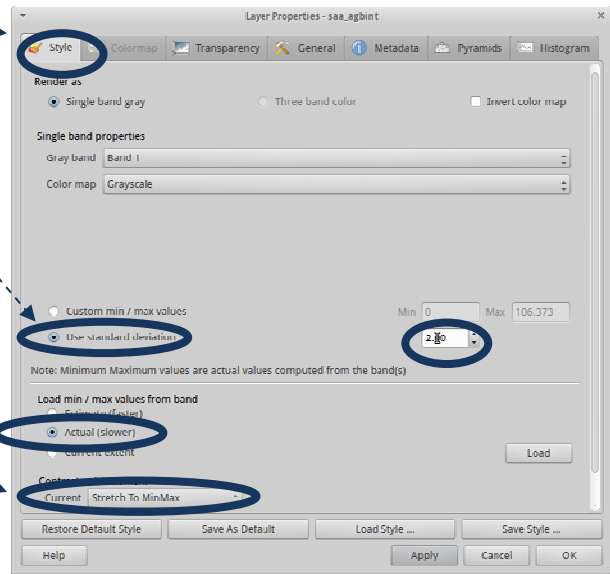 Layer Properties - saa_agbint
Style Colormap Transparency General Metadata Pyramids Histogram
Render as
Single band gray Three band color Invert color map
Single band properties
Gray band Band 1
Color map Grayscale
Custom min / max values Min 0 Max 106.373
Use standard deviation 2.00
Note: Minimum Maximum values are actual values computed from the band(s)
Load min / max values from band
Estimate (faster)
Actual (slower)
Current extent
Load
Current Stretch To MinMax
Restore Default Style Save As Default Load Style ... Save Style ...
Help Apply Cancel OK